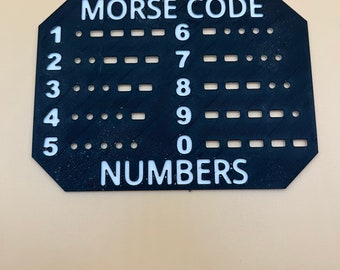 MORSE CODE
1 • — — — — 6 — • • • •
2 • • — — — 7 — — • • •
3 • • • — — 8 — — — • •
4 • • • • — 9 — — — — •
5 • • • • • 0 — — — — —
NUMBERS